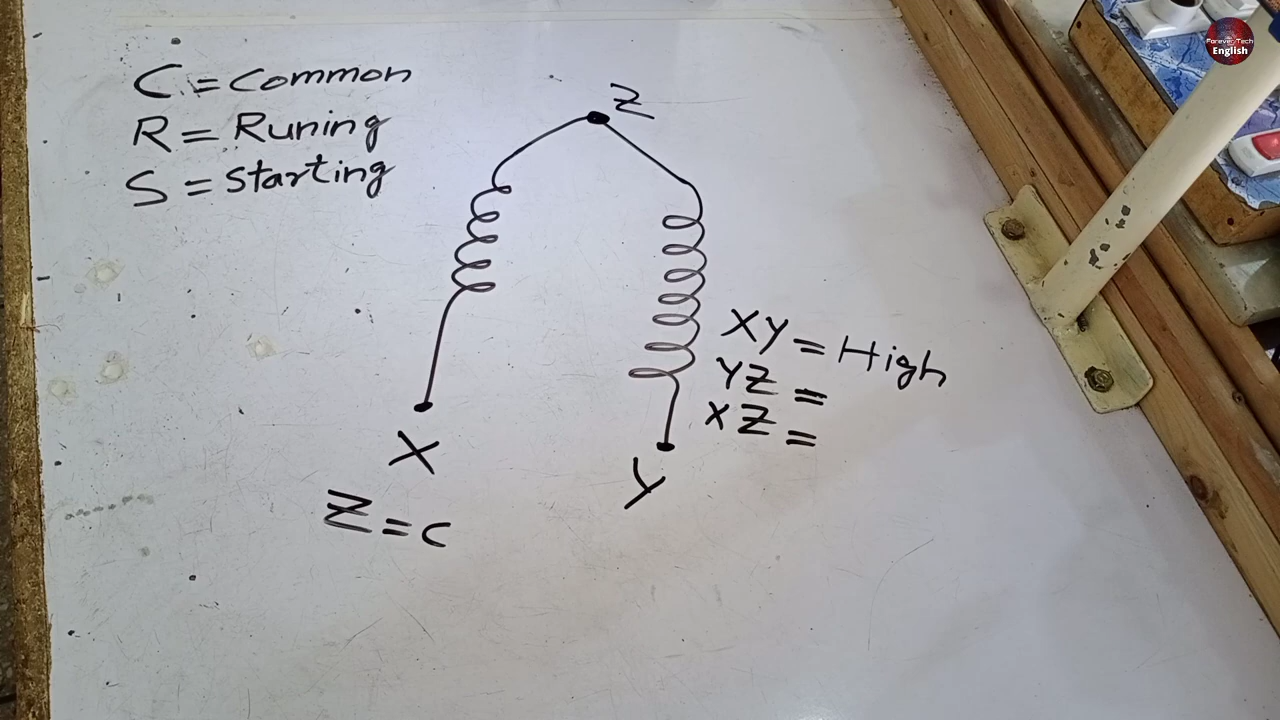 C = Common
R = Runing
S = Starting
Z
X
Y
XY = High
YZ =
XZ =
Z = C
Forever Tech
English